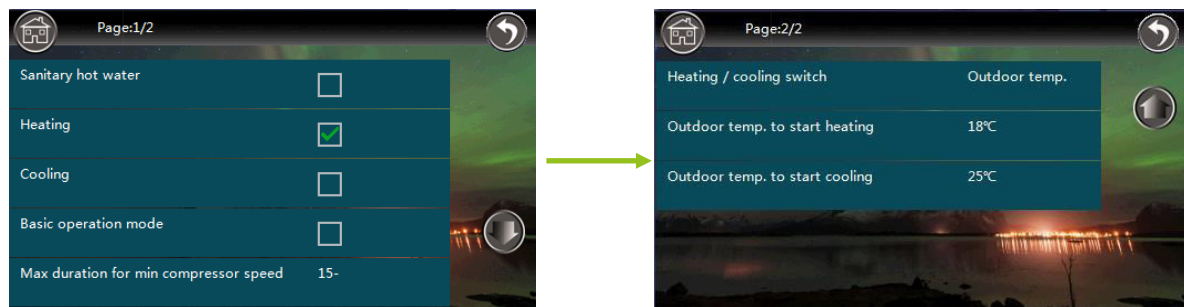 Page:1/2
Sanitary hot water
Heating
Cooling
Basic operation mode
Max duration for min compressor speed 15-
Page:2/2
Heating / cooling switch Outdoor temp.
Outdoor temp. to start heating 18℃
Outdoor temp. to start cooling 25℃